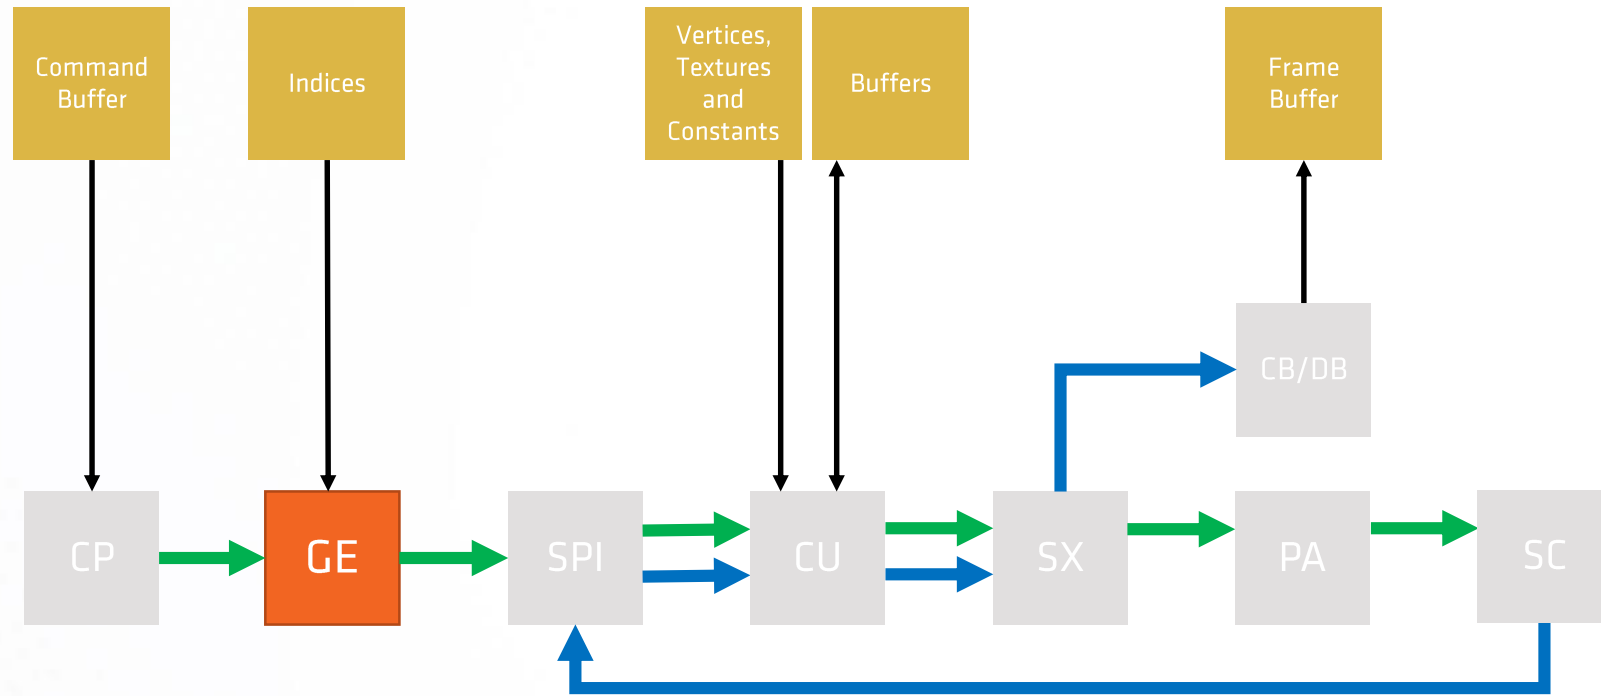 Command
Buffer
Indices
Vertices,
Textures
and
Constants
Buffers
Frame
Buffer
CB/DB
CP
GE
SPI
CU
SX
PA
SC